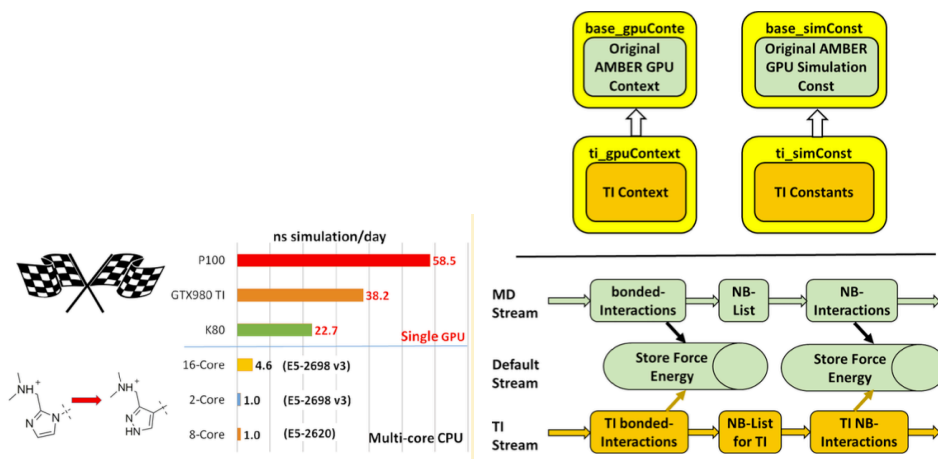 base_gpuConte
Original
AMBER GPU
Context
base_simConst
Original AMBER
GPU Simulation
Const
ti_gpuContext
TI Context
ti_simConst
TI Constants
ns simulation/day
P100
58.5
GTX980 TI
38.2
K80
22.7
Single GPU
16-Core
4.6
(E5-2698 v3)
2-Core
1.0
(E5-2698 v3)
8-Core
1.0
(E5-2620)
Multi-core CPU
NH
+
N
N
NH
+
N
HN
MD
Stream
bonded-
Interactions
NB-
List
NB-
Interactions
Default
Stream
Store Force
Energy
Store Force
Energy
TI
Stream
TI bonded-
Interactions
NB-List
for TI
TI NB-
Interactions